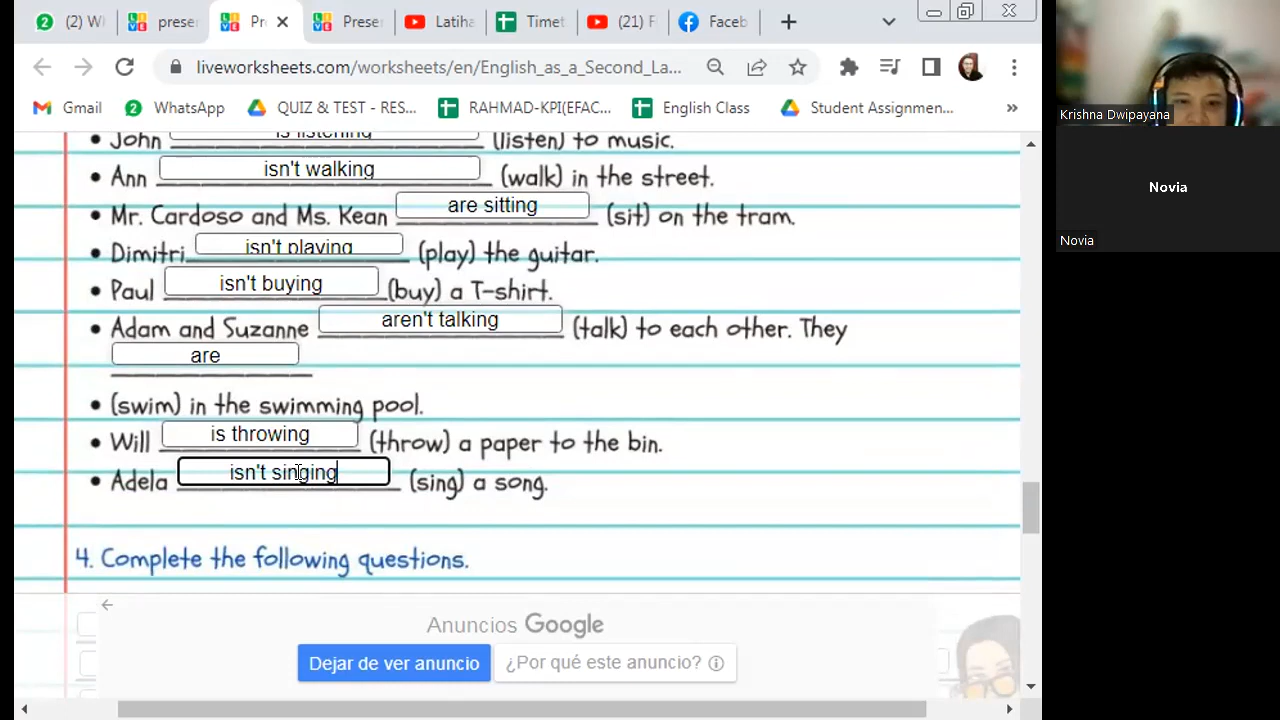 (2) W
prese
Pr
Prese
Latiha
Timet
(21) F
Faceb
liveworksheets.com/worksheets/en/English_as_a_Second_La...
Gmail
WhatsApp
QUIZ & TEST - RES...
RAHMAD-KPI(EFAC...
English Class
Student Assignmen...
»
• John is listening (listen) to music.
• Ann isn't walking (walk) in the street.
• Mr. Cardoso and Ms. Kean are sitting (sit) on the tram.
• Dimitri isn't playing (play) the guitar.
• Paul isn't buying (buy) a T-shirt.
• Adam and Suzanne aren't talking (talk) to each other. They
are
• (swim) in the swimming pool.
• Will is throwing (throw) a paper to the bin.
• Adela isn't singing (sing) a song.
4. Complete the following questions.
Anuncios Google
Dejar de ver anuncio
¿Por qué este anuncio?
Krishna Dwipayana
Novia
Novia